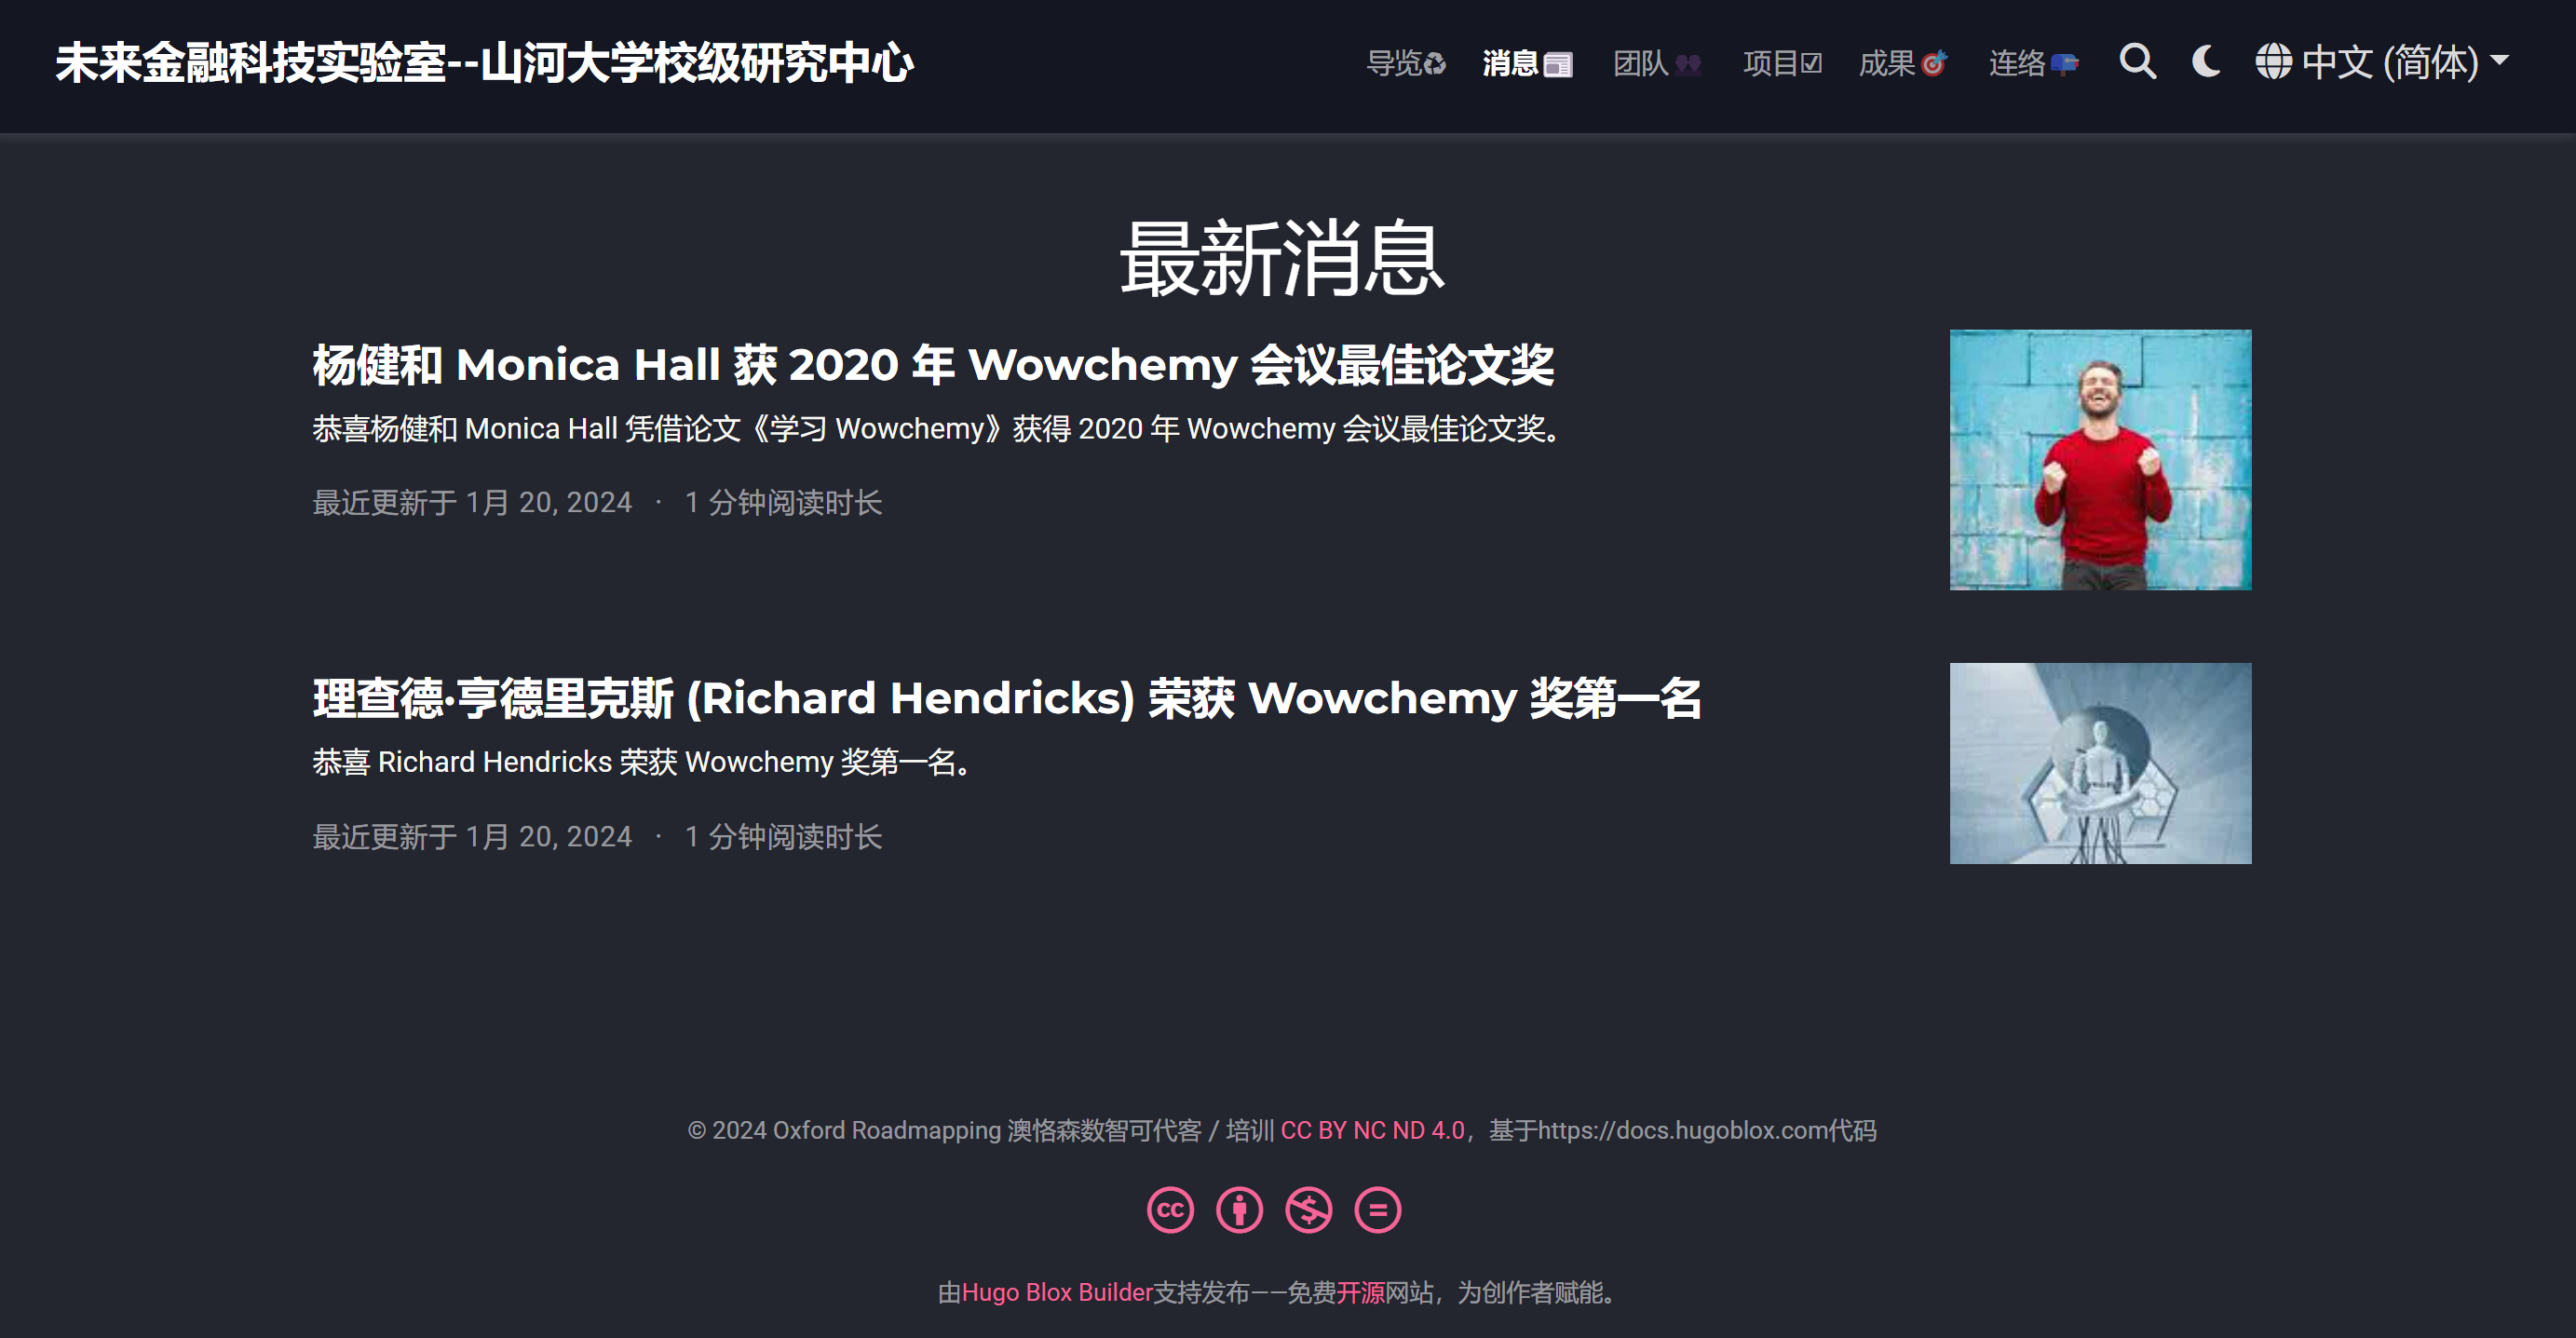 未来金融科技实验室--山河大学校级研究中心
导览♻ 消息📰 团队👥 项目☑ 成果🎯 连络📫 中文 (简体)
最新消息
杨健和 Monica Hall 获 2020 年 Wowchemy 会议最佳论文奖
恭喜杨健和 Monica Hall 凭借论文《学习 Wowchemy》获得 2020 年 Wowchemy 会议最佳论文奖。
最近更新于 1月 20, 2024 · 1 分钟阅读时长
理查德·亨德里克斯 (Richard Hendricks) 荣获 Wowchemy 奖第一名
恭喜 Richard Hendricks 荣获 Wowchemy 奖第一名。
最近更新于 1月 20, 2024 · 1 分钟阅读时长
© 2024 Oxford Roadmapping 澳恪森数智可代客 / 培训 CC BY NC ND 4.0，基于https://docs.hugoblox.com代码
由Hugo Blox Builder支持发布——免费开源网站，为创作者赋能。